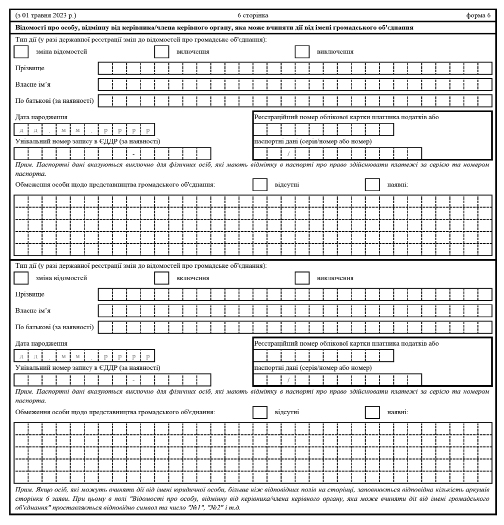 (з 01 травня 2023 р.) 6 сторінка форма 6
Відомості про особу, відмінну від керівника/члена керівного органу, яка може вчиняти дії від імені громадського об'єднання
Тип дії (у разі державної реєстрації змін до відомостей про громадське об'єднання):
зміна відомостей включення виключення
Прізвище
Власне ім'я
По батькові (за наявності)
Дата народження Реєстраційний номер облікової картки платника податків або
д д . м м . р р р р
Унікальний номер запису в ЄДДР (за наявності) паспортні дані (серія/номер або номер)
- /
Прим. Паспортні дані вказуються виключно для фізичних осіб, які мають відмітку в паспорті про право здійснювати платежі за серією та номером
паспорта.
Обмеження особи щодо представництва громадського об'єднання: відсутні наявні:
Тип дії (у разі державної реєстрації змін до відомостей про громадське об'єднання):
зміна відомостей включення виключення
Прізвище
Власне ім'я
По батькові (за наявності)
Дата народження Реєстраційний номер облікової картки платника податків або
д д . м м . р р р р
Унікальний номер запису в ЄДДР (за наявності) паспортні дані (серія/номер або номер)
- /
Прим. Паспортні дані вказуються виключно для фізичних осіб, які мають відмітку в паспорті про право здійснювати платежі за серією та номером
паспорта.
Обмеження особи щодо представництва громадського об'єднання: відсутні наявні:
Прим. Якщо осіб, які можуть вчиняти дії від імені юридичної особи, більше ніж відповідних полів на сторінці, заповнюється відповідна кількість аркушів
сторінки 6 заяви. При цьому в полі "Відомості про особу, відмінну від керівника/члена керівного органу, яка може вчиняти дії від імені громадського
об'єднання" проставляється відповідно символ та число "№1", "№2" і т.д.